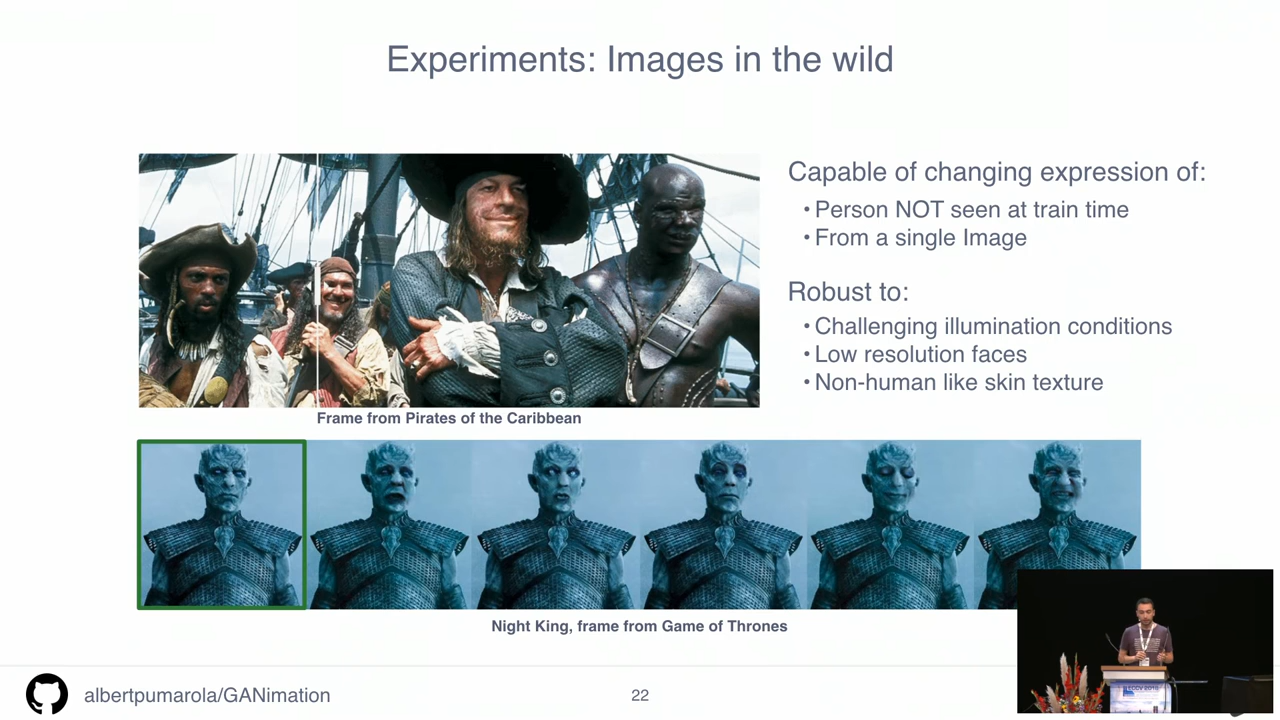 Experiments: Images in the wild
Capable of changing expression of:
• Person NOT seen at train time
• From a single Image
Robust to:
• Challenging illumination conditions
• Low resolution faces
• Non-human like skin texture
Frame from Pirates of the Caribbean
Night King, frame from Game of Thrones
albertpumarola/GANimation
22
ECCV 2018